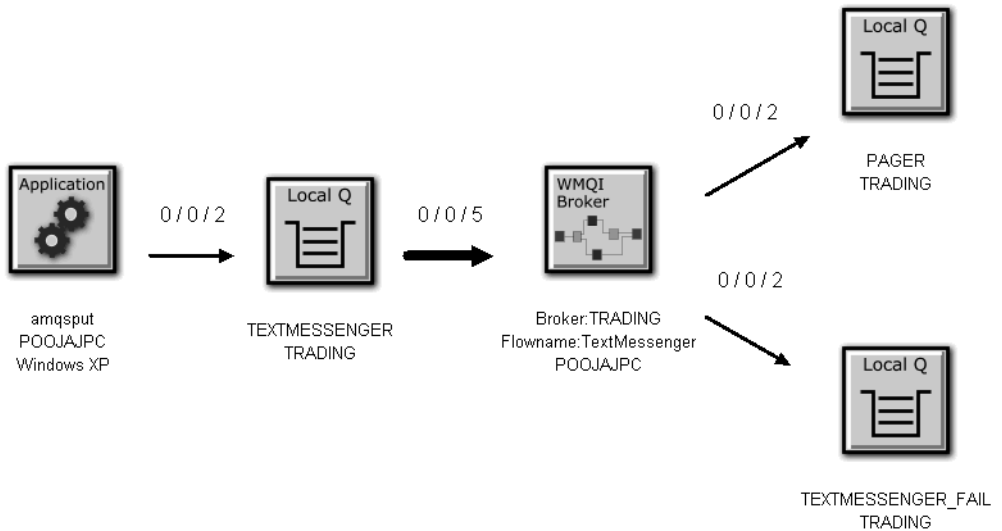 Local Q
0/0/2
PAGER
TRADING
Application
0/0/2
Local Q
0/0/5
WMQI
Broker
amqsput
POOJAJPC
Windows XP
TEXTMESSENGER
TRADING
Broker:TRADING
Flowname:TextMessenger
POOJAJPC
0/0/2
Local Q
TEXTMESSENGER_FAIL
TRADING